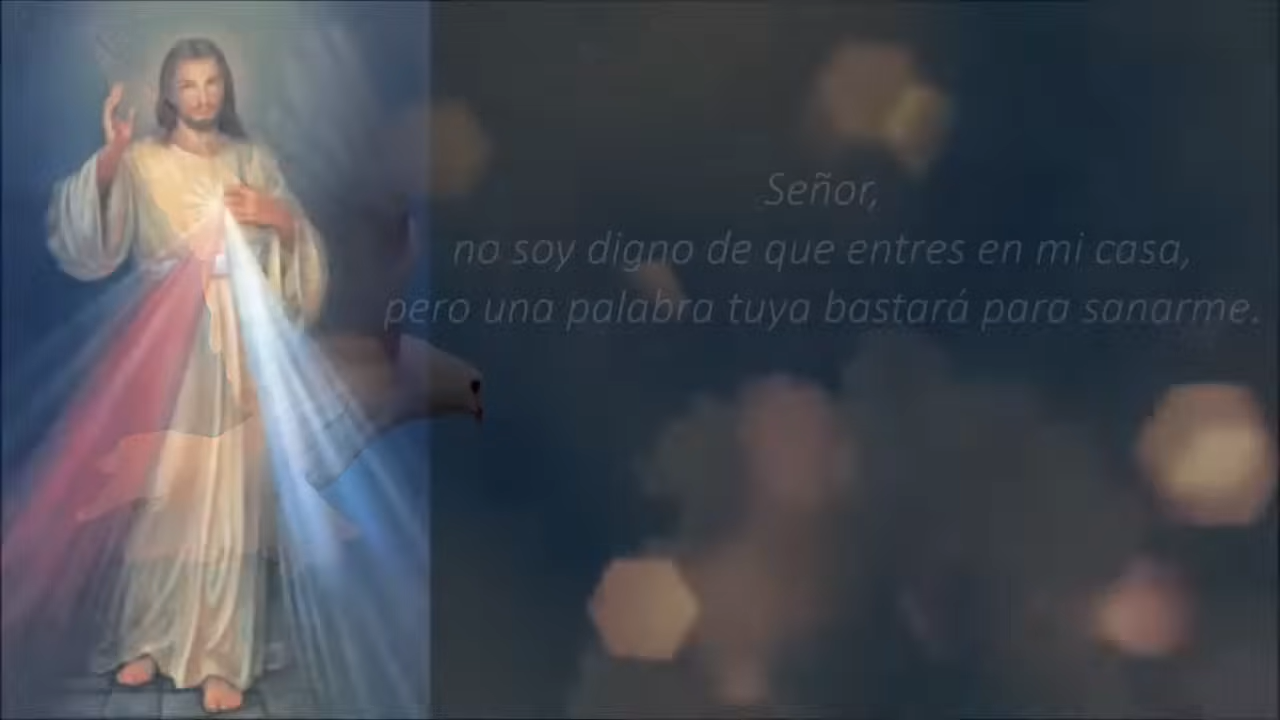 Señor,
no soy digno de que entres en mi casa,
pero una palabra tuya bastará para sanarme.